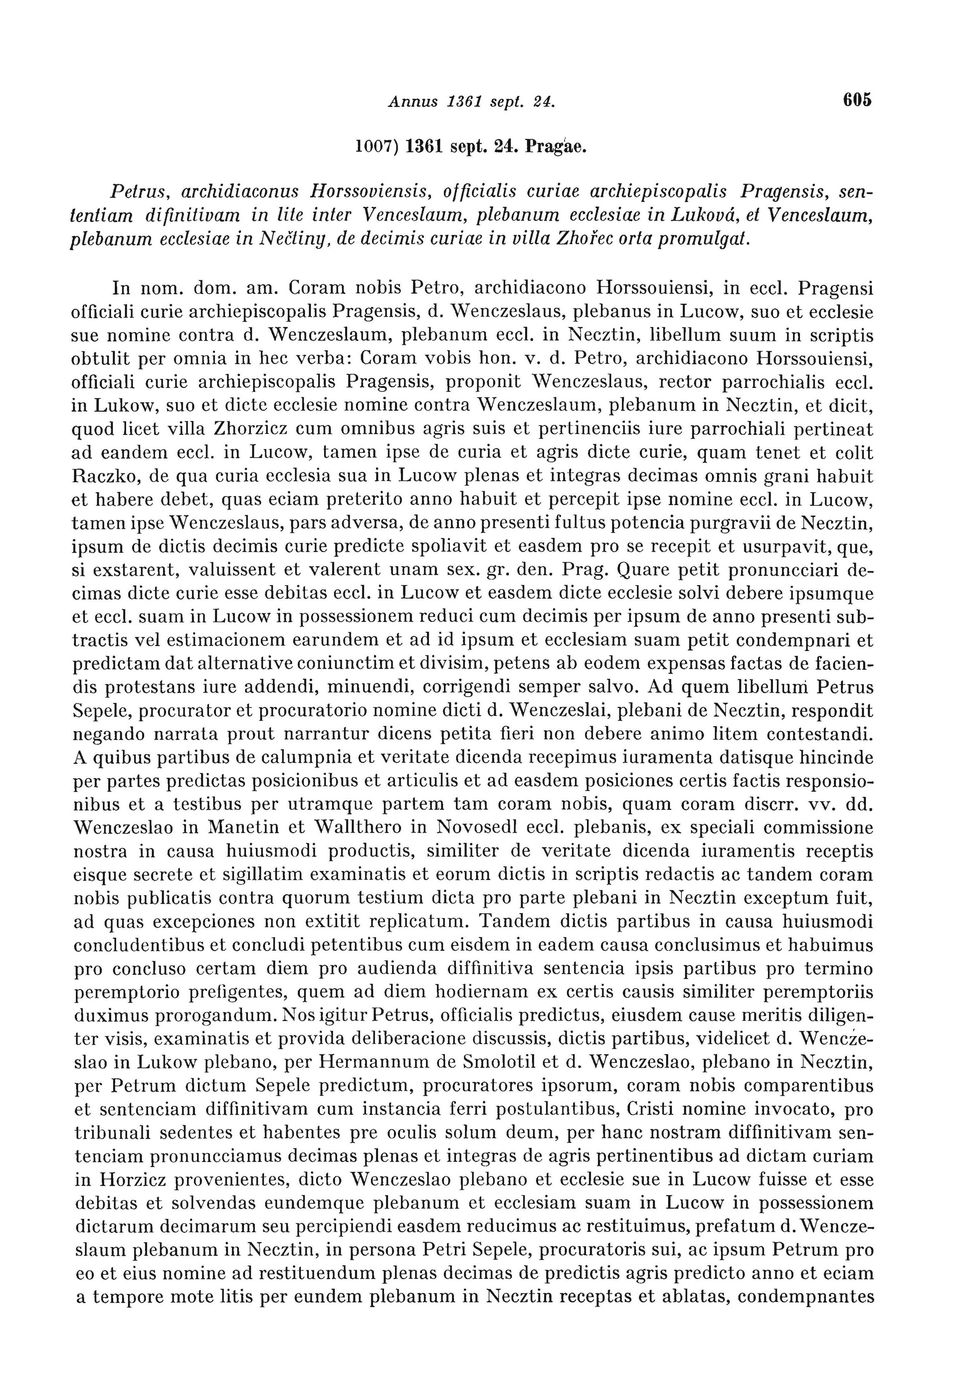 Annus 1361 sept. 24.
605
1007) 1361 sept. 24. Pragae.
Petrus, archidiaconus Horssoviensis, officialis curiae archiepiscopalis Pragensis, sen-
tentiam difinitivam in lite inter Venceslaum, plebanum ecclesiae in Luková, et Venceslaum,
plebanum ecclesiae in Nečtiny, de decimis curiae in villa Zhořec orta promulgat.
In nom. dom. am. Coram nobis Petro, archidiacono Horssouiensi, in eccl. Pragensi
officiali curie archiepiscopalis Pragensis, d. Wenczeslaus, plebanus in Lucow, suo et ecclesie
sue nomine contra d. Wenczeslaum, plebanum eccl. in Necztin, libellum suum in scriptis
obtulit per omnia in hec verba: Coram vobis hon. v. d. Petro, archidiacono Horssouiensi,
officiali curie archiepiscopalis Pragensis, proponit Wenczeslaus, rector parrochialis eccl.
in Lukow, suo et dicte ecclesie nomine contra Wenczeslaum, plebanum in Necztin, et dicit,
quod licet villa Zhorzicz cum omnibus agris suis et pertinenciis iure parrochiali pertineat
ad eandem eccl. in Lucow, tamen ipse de curia et agris dicte curie, quam tenet et colit
Raczko, de qua curia ecclesia sua in Lucow plenas et integras decimas omnis grani habuit
et habere debet, quas eciam preterito anno habuit et percepit ipse nomine eccl. in Lucow,
tamen ipse Wenczeslaus, pars adversa, de anno presenti fultus potencia purgravii de Necztin,
ipsum de dictis decimis curie predicte spoliavit et easdem pro se recepit et usurpavit, que,
si exstarent, valuissent et valerent unam sex. gr. den. Prag. Quare petit pronuncciari de-
cimas dicte curie esse debitas eccl. in Lucow et easdem dicte ecclesie solvi debere ipsumque
et eccl. suam in Lucow in possessionem reduci cum decimis per ipsum de anno presenti sub-
tractis vel estimacionem earundem et ad id ipsum et ecclesiam suam petit condempnari et
predictam dat alternative coniunctim et divisim, petens ab eodem expensas factas de facien-
dis protestans iure addendi, minuendi, corrigendi semper salvo. Ad quem libellum Petrus
Sepele, procurator et procuratorio nomine dicti d. Wenczeslai, plebani de Necztin, respondit
negando narrata prout narrantur dicens petita fieri non debere animo litem contestandi.
A quibus partibus de calumpnia et veritate dicenda recepimus iuramenta datisque hincinde
per partes predictas posicionibus et articulis et ad easdem posiciones certis factis responsio-
nibus et a testibus per utramque partem tam coram nobis, quam coram discrr. vv. dd.
Wenczeslao in Manetin et Wallthero in Novosedl eccl. plebanis, ex speciali commissione
nostra in causa huiusmodi productis, similiter de veritate dicenda iuramentis receptis
eisque secrete et sigillatim examinatis et eorum dictis in scriptis redactis ac tandem coram
nobis publicatis contra quorum testium dicta pro parte plebani in Necztin exceptum fuit,
ad quas excepciones non extitit replicatum. Tandem dictis partibus in causa huiusmodi
concludentibus et concludi petentibus cum eisdem in eadem causa conclusimus et habuimus
pro concluso certam diem pro audienda diffinitiva sentencia ipsis partibus pro termino
peremptorio prefigentes, quem ad diem hodiernam ex certis causis similiter peremptoriis
duximus prorogandum. Nos igitur Petrus, officialis predictus, eiusdem cause meritis diligen-
ter visis, examinatis et provida deliberacione discussis, dictis partibus, videlicet d. Wencze-
slao in Lukow plebano, per Hermannum de Smolotil et d. Wenczeslao, plebano in Necztin,
per Petrum dictum Sepele predictum, procuratores ipsorum, coram nobis comparentibus
et sentenciam diffinitivam cum instancia ferri postulantibus, Cristi nomine invocato, pro
tribunali sedentes et habentes pre oculis solum deum, per hanc nostram diffinitivam sen-
tenciam pronuncciamus decimas plenas et integras de agris pertinentibus ad dictam curiam
in Horzicz provenientes, dicto Wenczeslao plebano et ecclesie sue in Lucow fuisse et esse
debitas et solvendas eundemque plebanum et ecclesiam suam in Lucow in possessionem
dictarum decimarum seu percipiendi easdem reducimus ac restituimus, prefatum d. Wencze-
slaum plebanum in Necztin, in persona Petri Sepele, procuratoris sui, ac ipsum Petrum pro
eo et eius nomine ad restituendum plenas decimas de predictis agris predicto anno et eciam
a tempore mote litis per eundem plebanum in Necztin receptas et ablatas, condempnantes